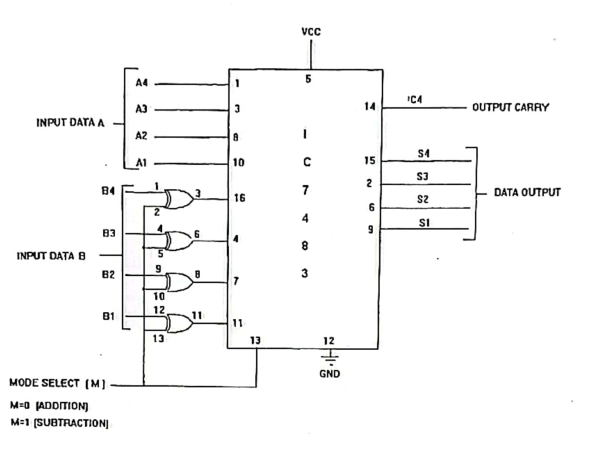 VCC
5
A4 1
A3 3
A2 8
A1 10
INPUT DATA A
14 'C4 OUTPUT CARRY
15 S4
2 S3
6 S2
9 S1
DATA OUTPUT
I
C
7
4
8
3
B4 1 2 3 16
B3 4 5 6 4
B2 9 10 8 7
B1 12 13 11 11
INPUT DATA B
13
12
GND
MODE SELECT [M]
M=0 [ADDITION]
M=1 [SUBTRACTION]